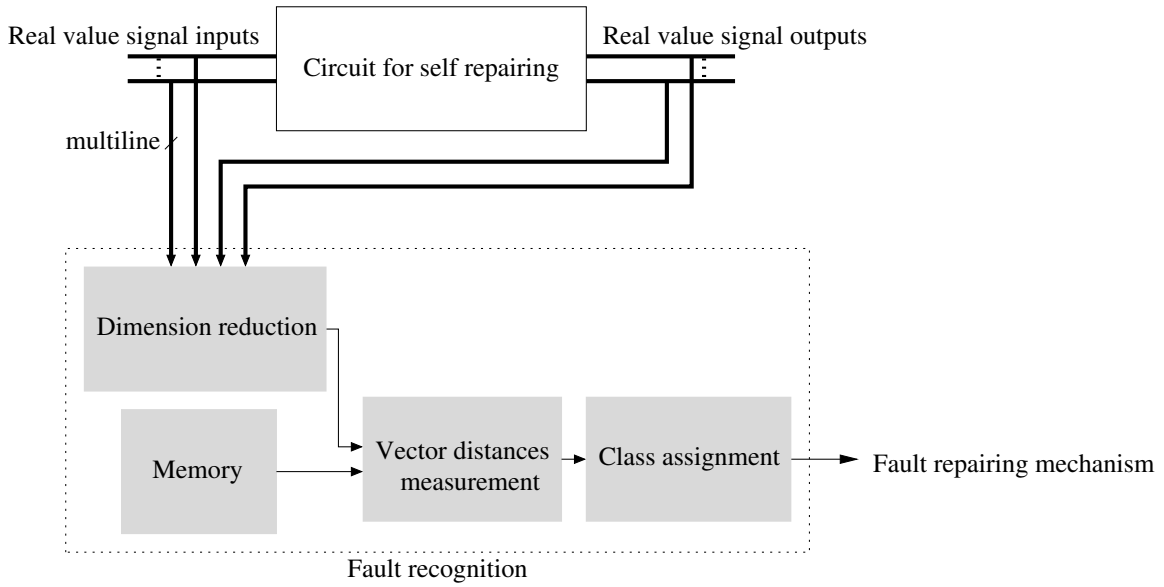 Real value signal inputs
Real value signal outputs
Circuit for self repairing
multiline
Dimension reduction
Memory
Vector distances
measurement
Class assignment
Fault repairing mechanism
Fault recognition